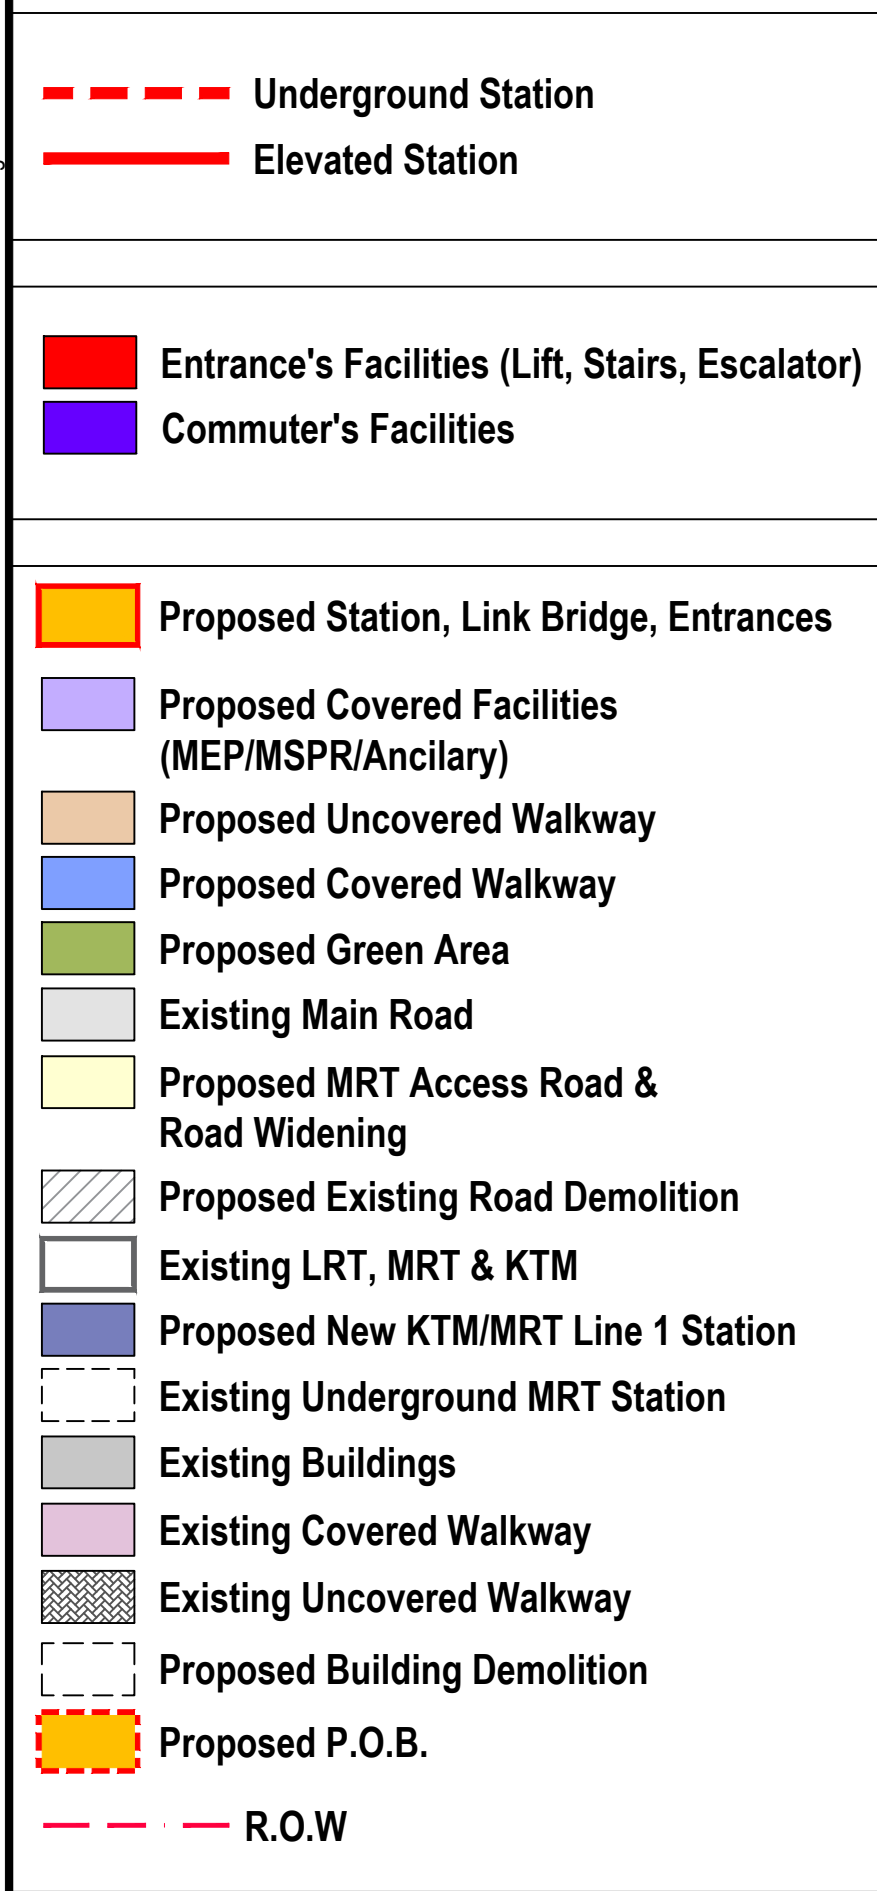 Underground Station
Elevated Station
Entrance's Facilities (Lift, Stairs, Escalator)
Commuter's Facilities
Proposed Station, Link Bridge, Entrances
Proposed Covered Facilities
(MEP/MSPR/Ancilary)
Proposed Uncovered Walkway
Proposed Covered Walkway
Proposed Green Area
Existing Main Road
Proposed MRT Access Road &
Road Widening
Proposed Existing Road Demolition
Existing LRT, MRT & KTM
Proposed New KTM/MRT Line 1 Station
Existing Underground MRT Station
Existing Buildings
Existing Covered Walkway
Existing Uncovered Walkway
Proposed Building Demolition
Proposed P.O.B.
R.O.W